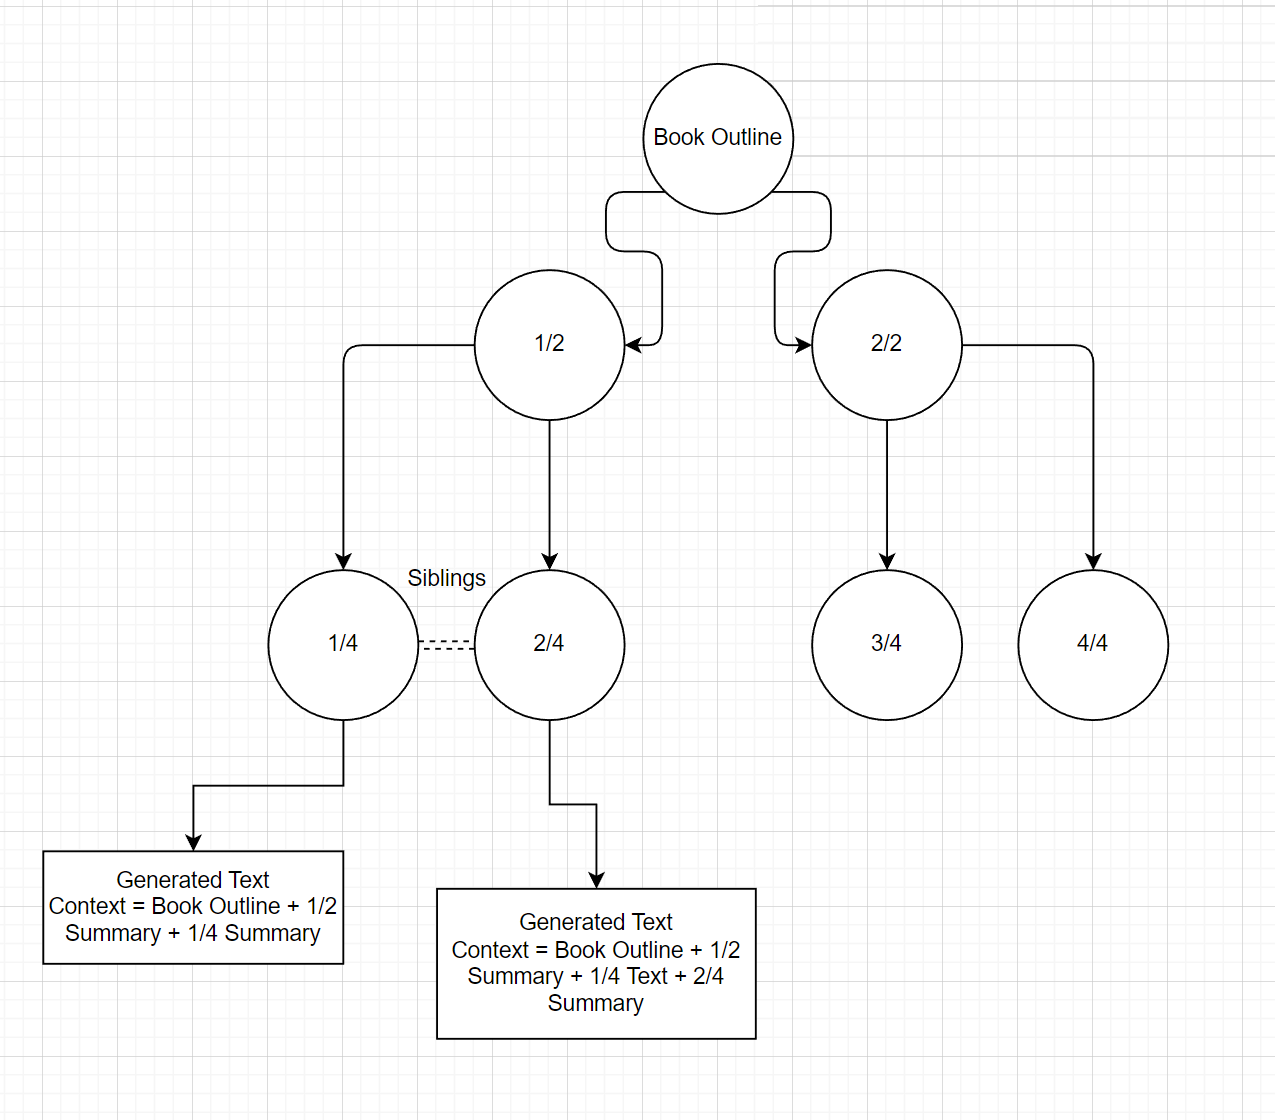 Book Outline
1/2
2/2
Siblings
1/4
2/4
3/4
4/4
Generated Text
Context = Book Outline + 1/2
Summary + 1/4 Summary
Generated Text
Context = Book Outline + 1/2
Summary + 1/4 Text + 2/4
Summary